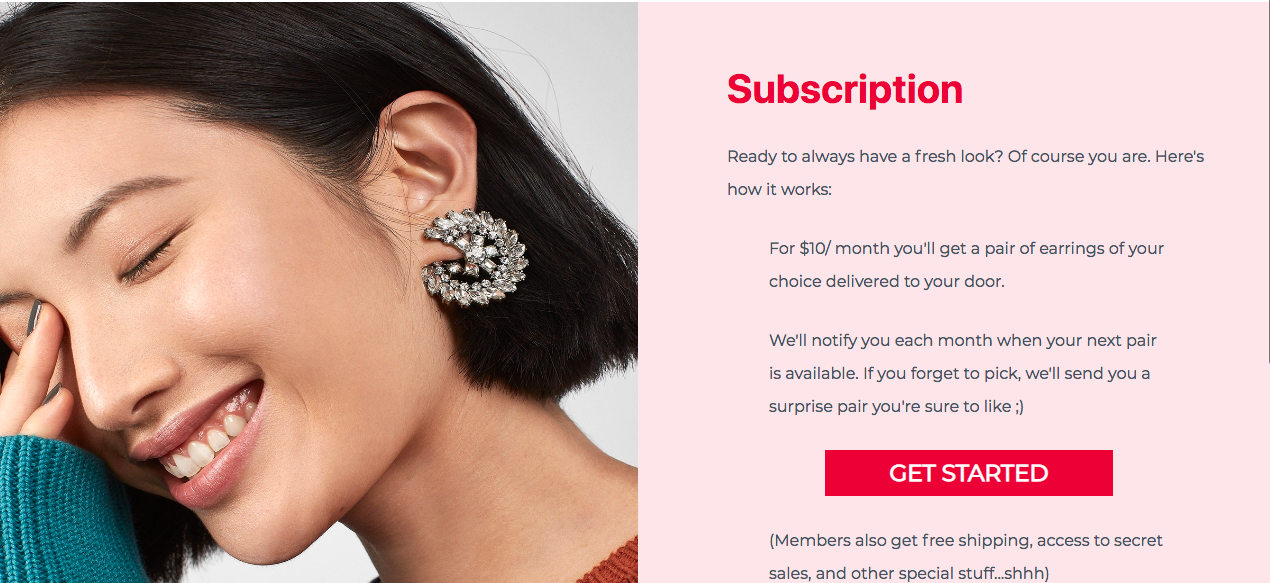 Subscription
Ready to always have a fresh look? Of course you are. Here's
how it works:
For $10/ month you'll get a pair of earrings of your
choice delivered to your door.
We'll notify you each month when your next pair
is available. If you forget to pick, we'll send you a
surprise pair you're sure to like ;)
GET STARTED
(Members also get free shipping, access to secret
sales, and other special stuff...shhh)